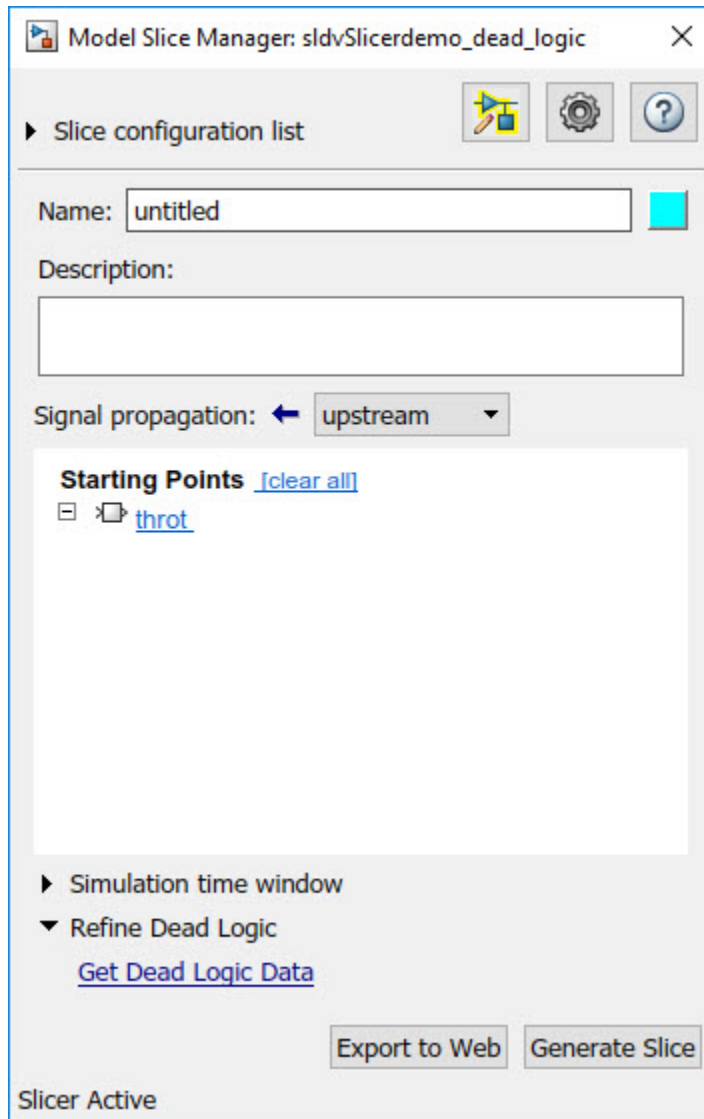 Model Slice Manager: sldvSlicerdemo_dead_logic
Slice configuration list
Name: untitled
Description:
Signal propagation: upstream
Starting Points [clear all]
throt
Simulation time window
Refine Dead Logic
Get Dead Logic Data
Export to Web Generate Slice
Slicer Active